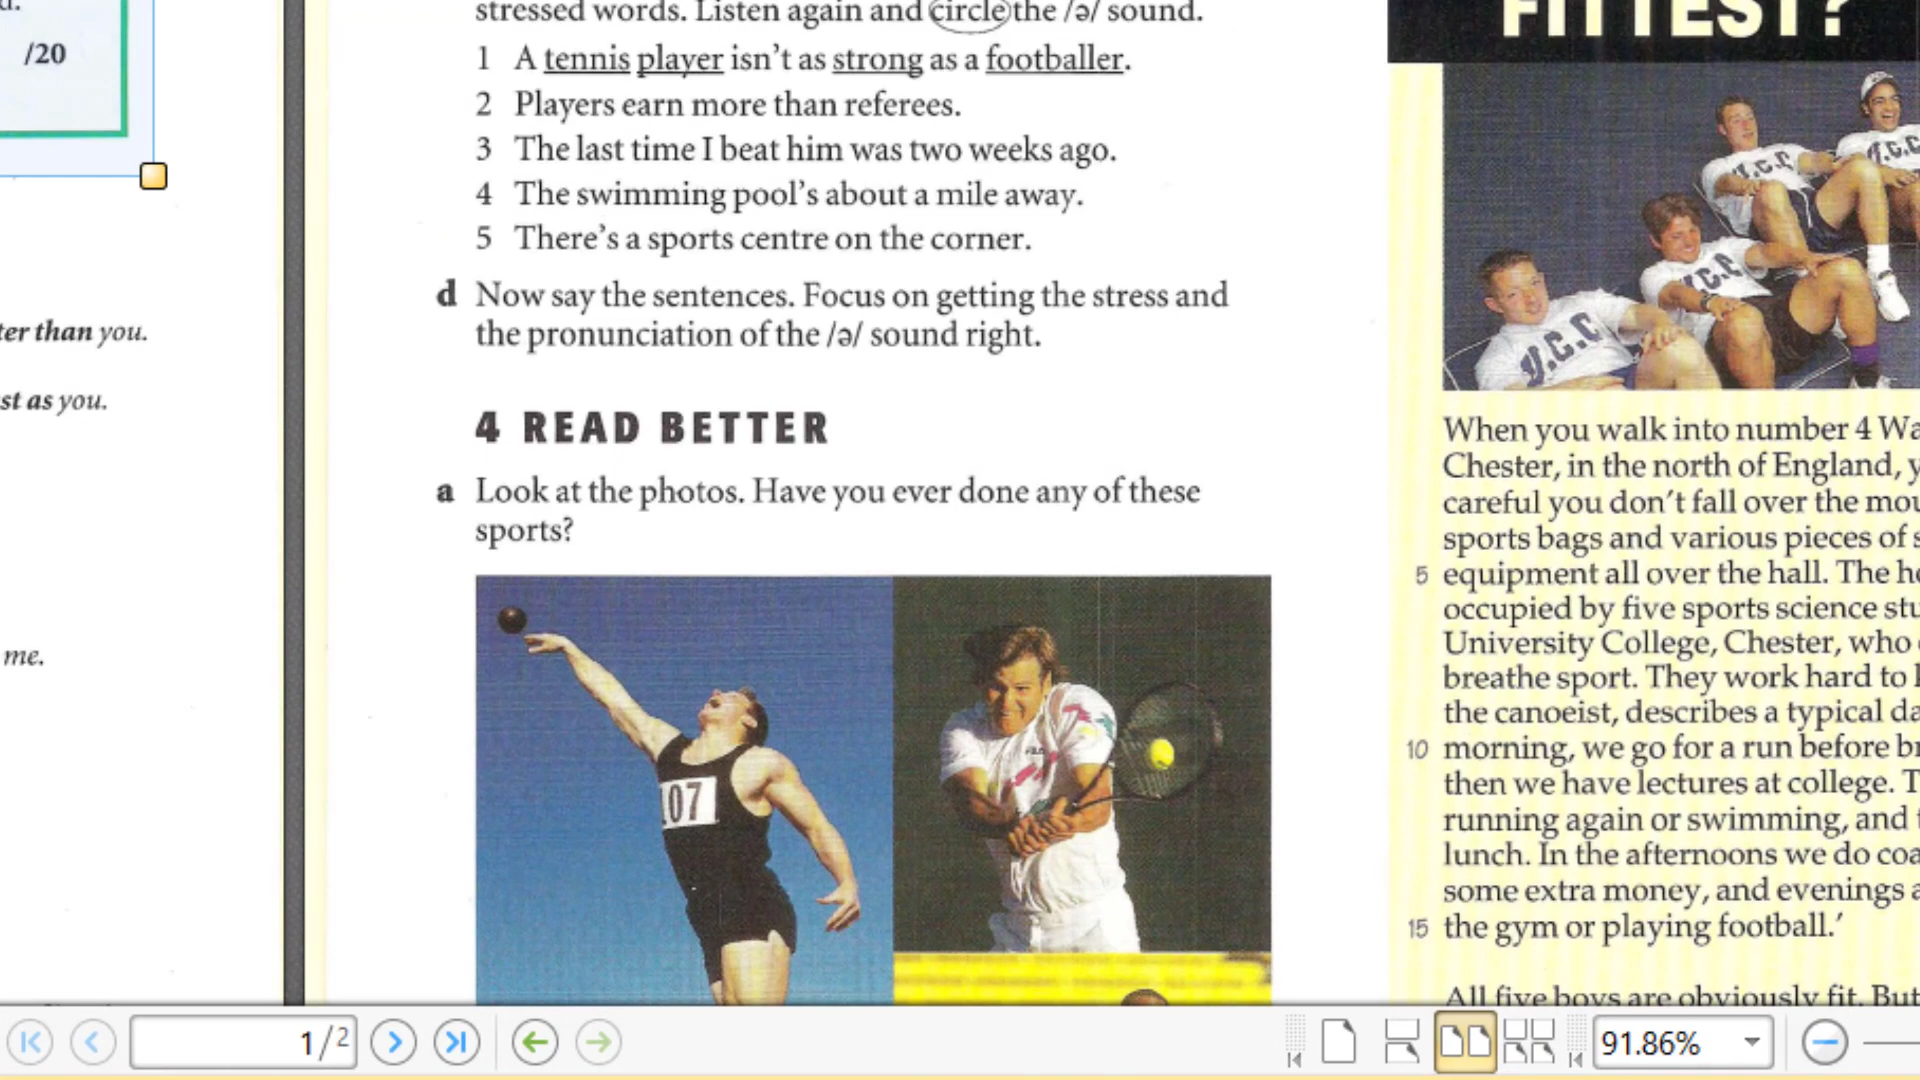 d.
/20
ter than you.
st as you.
me.
stressed words. Listen again and circle the /ə/ sound.
1 A tennis player isn't as strong as a footballer.
2 Players earn more than referees.
3 The last time I beat him was two weeks ago.
4 The swimming pool's about a mile away.
5 There's a sports centre on the corner.
d Now say the sentences. Focus on getting the stress and
the pronunciation of the /ə/ sound right.
4 READ BETTER
a Look at the photos. Have you ever done any of these
sports?
107
FITTEST?
U.C.C
U.C.C
U.C.C
U.C.C
When you walk into number 4 Wa
Chester, in the north of England, y
careful you don't fall over the mou
sports bags and various pieces of s
5 equipment all over the hall. The ho
occupied by five sports science stu
University College, Chester, who
breathe sport. They work hard to
the canoeist, describes a typical da
10 morning, we go for a run before br
then we have lectures at college. T
running again or swimming, and
lunch. In the afternoons we do coa
some extra money, and evenings a
15 the gym or playing football.'
All five boys are obviously fit. But
1/2
91.86%